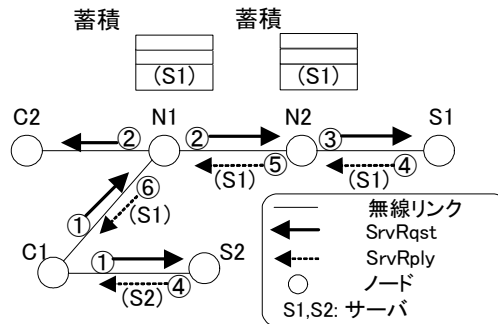 蓄積 蓄積
(S1) (S1)
C2 N1 N2 S1
② ② ③
⑤ ④
(S1) (S1)
⑥
(S1)
①
C1 ① S2
④
(S2)
無線リンク
SrvRqst
SrvRply
ノード
S1,S2: サーバ